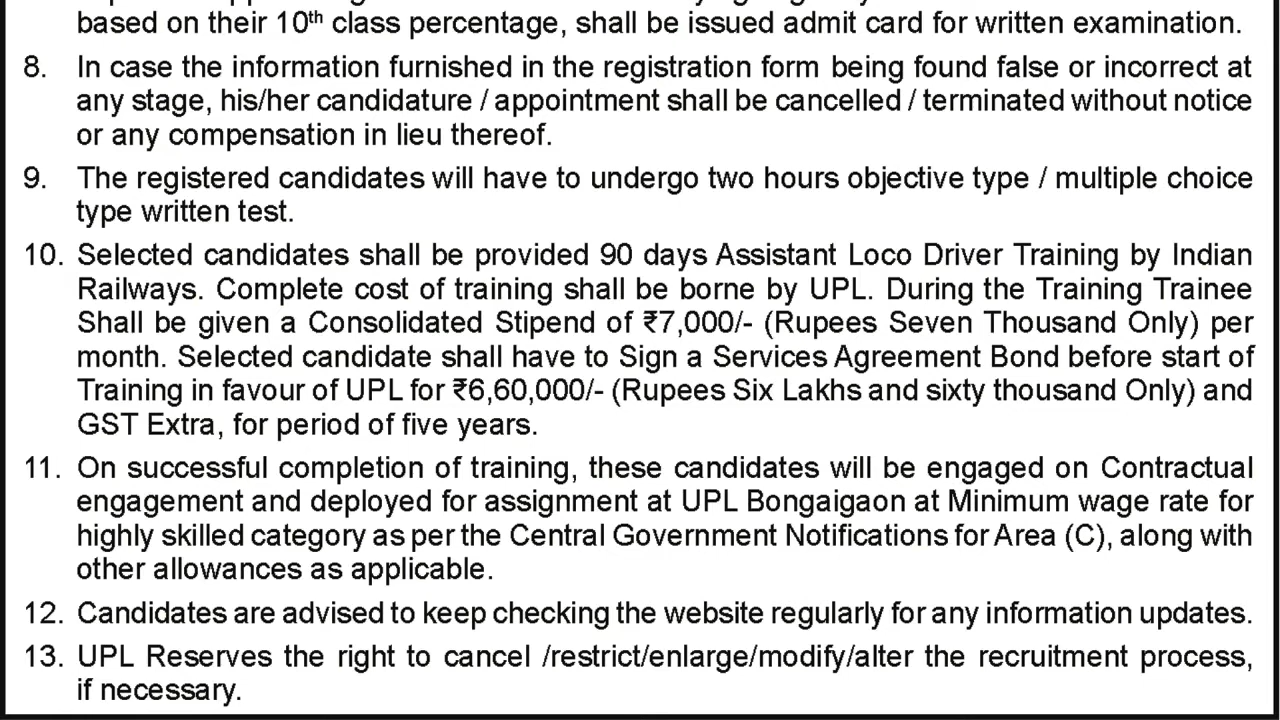 based on their 10th class percentage, shall be issued admit card for written examination.
8. In case the information furnished in the registration form being found false or incorrect at
any stage, his/her candidature / appointment shall be cancelled / terminated without notice
or any compensation in lieu thereof.
9. The registered candidates will have to undergo two hours objective type / multiple choice
type written test.
10. Selected candidates shall be provided 90 days Assistant Loco Driver Training by Indian
Railways. Complete cost of training shall be borne by UPL. During the Training Trainee
Shall be given a Consolidated Stipend of ₹7,000/- (Rupees Seven Thousand Only) per
month. Selected candidate shall have to Sign a Services Agreement Bond before start of
Training in favour of UPL for ₹6,60,000/- (Rupees Six Lakhs and sixty thousand Only) and
GST Extra, for period of five years.
11. On successful completion of training, these candidates will be engaged on Contractual
engagement and deployed for assignment at UPL Bongaigaon at Minimum wage rate for
highly skilled category as per the Central Government Notifications for Area (C), along with
other allowances as applicable.
12. Candidates are advised to keep checking the website regularly for any information updates.
13. UPL Reserves the right to cancel /restrict/enlarge/modify/alter the recruitment process,
if necessary.